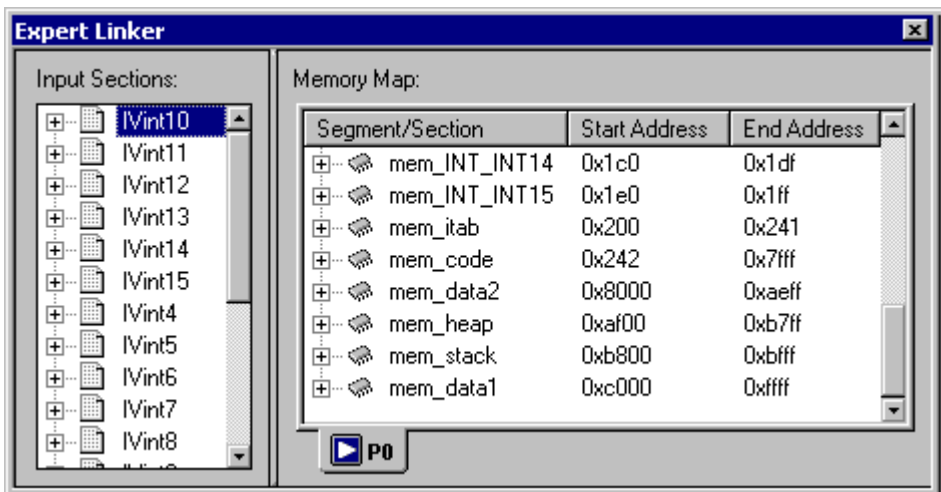 Expert Linker
Input Sections:
IVint10
IVint11
IVint12
IVint13
IVint14
IVint15
IVint4
IVint5
IVint6
IVint7
IVint8
Memory Map:
Segment/Section Start Address End Address
mem_INT_INT14 0x1c0 0x1df
mem_INT_INT15 0x1e0 0x1ff
mem_itab 0x200 0x241
mem_code 0x242 0x7fff
mem_data2 0x8000 0xaeff
mem_heap 0xaf00 0xb7ff
mem_stack 0xb800 0xbfff
mem_data1 0xc000 0xffff
P0